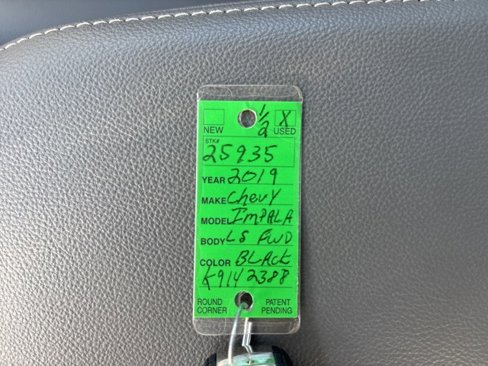 1/2 X
NEW USED
STK#
25935
YEAR 2019
MAKE Chevy
MODEL ImPALA
BODY LS FWD
COLOR BLACK
K9142388
ROUND CORNER PATENT PENDING